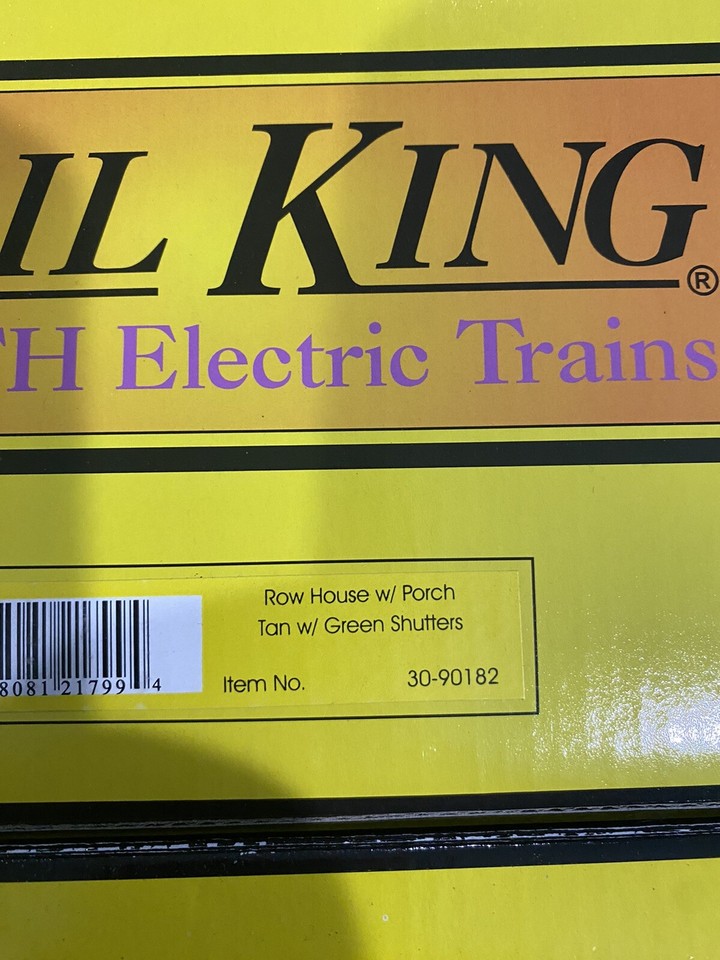 IL KING®
TH Electric Trains
Row House w/ Porch
Tan w/ Green Shutters
8081 21799 4
Item No. 30-90182